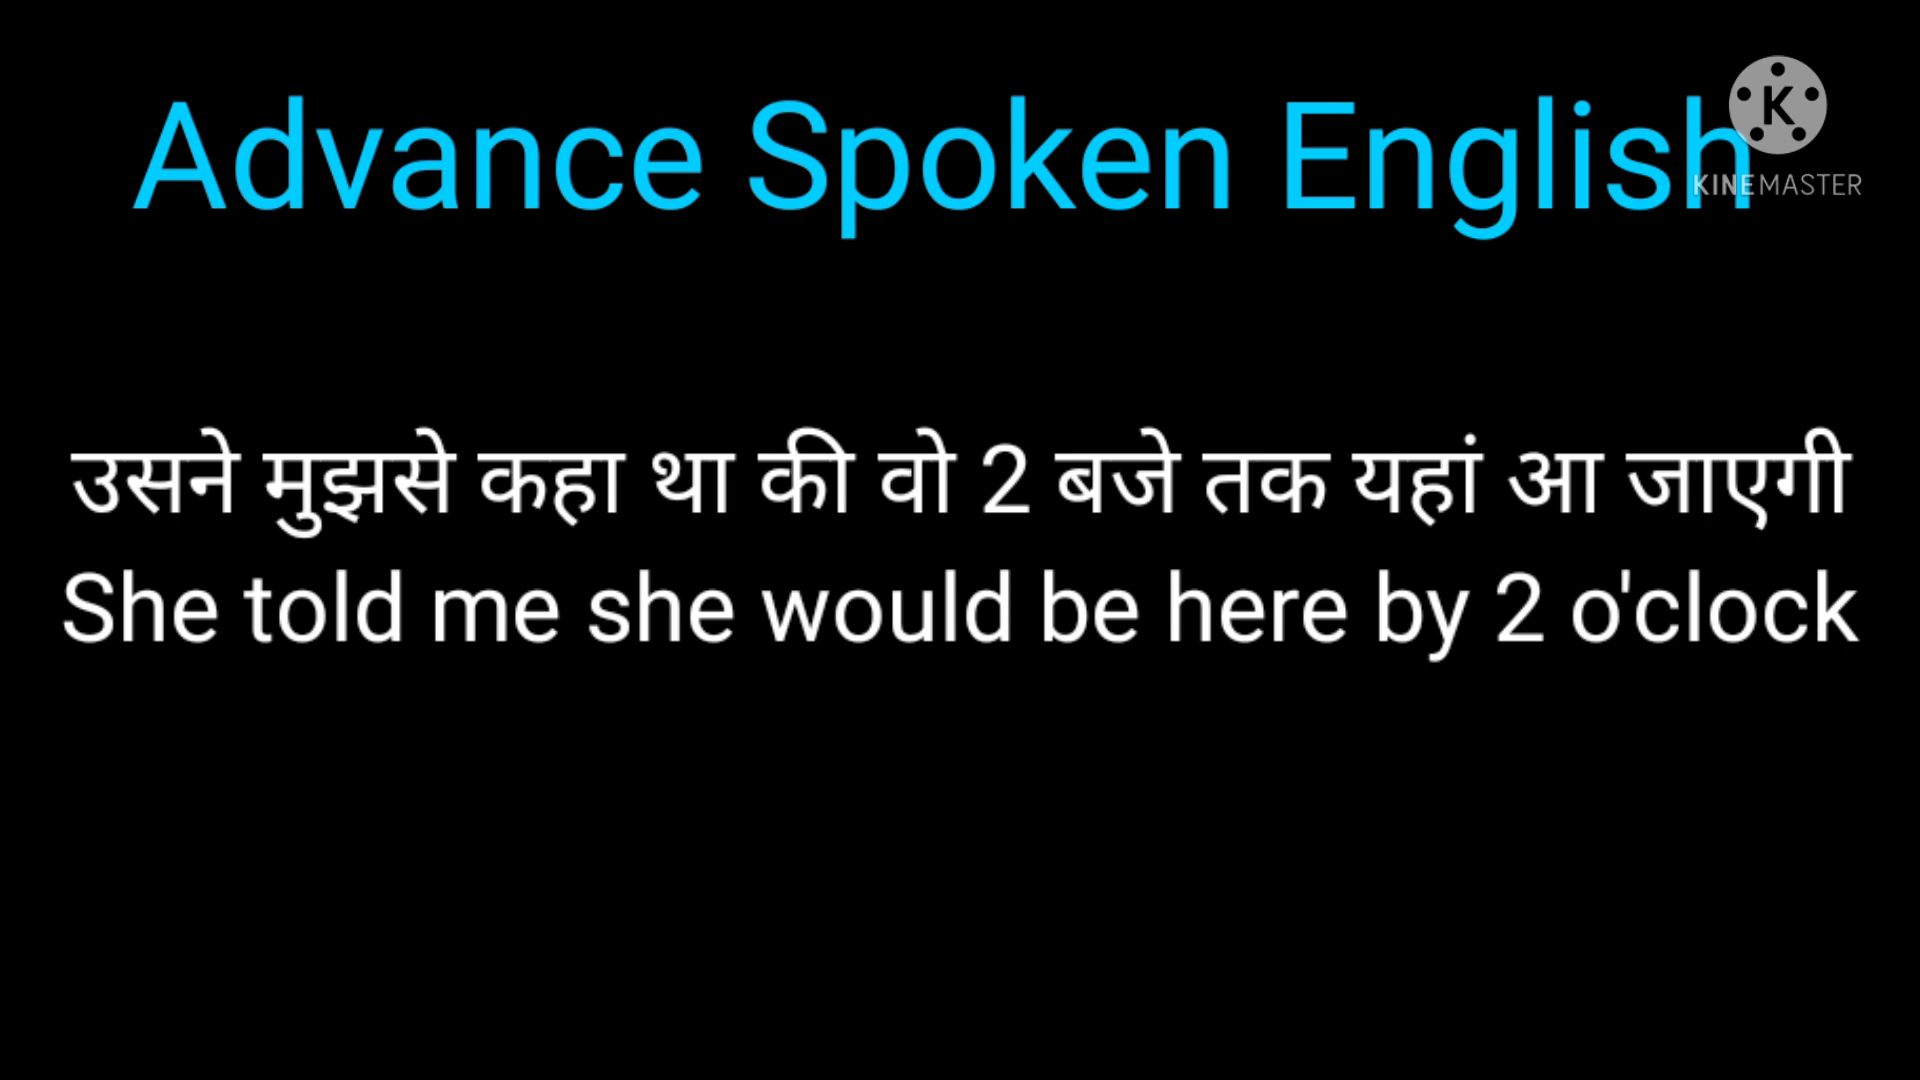 Advance Spoken English
KINEMASTER
उसने मुझसे कहा था की वो 2 बजे तक यहां आ जाएगी
She told me she would be here by 2 o'clock